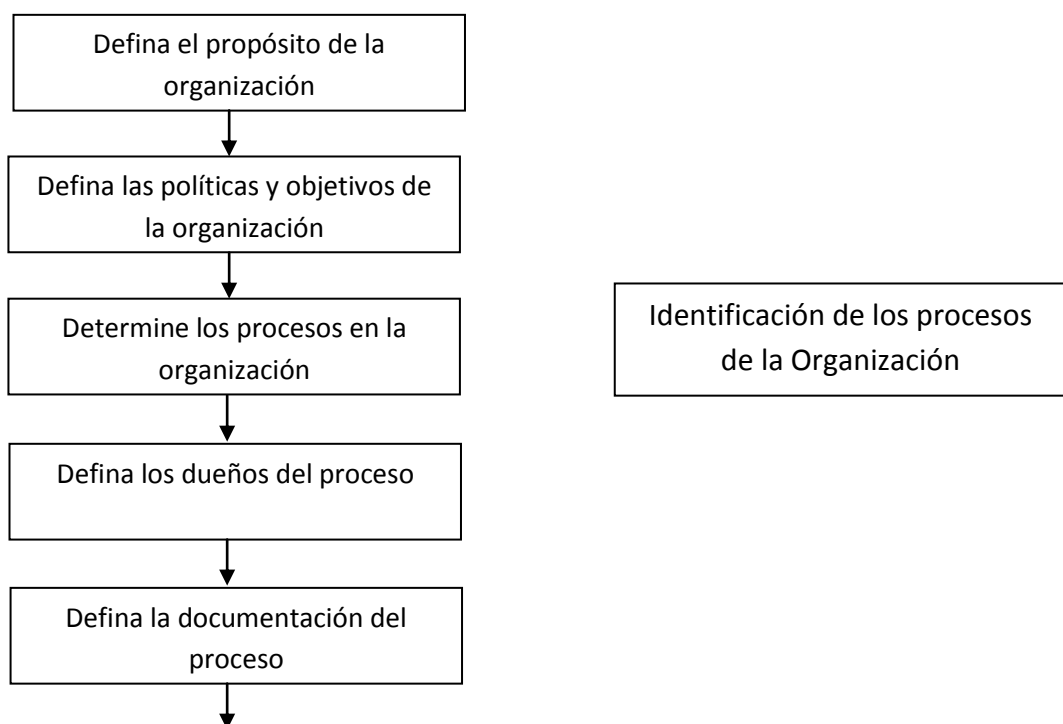 Defina el propósito de la
organización
Defina las políticas y objetivos de
la organización
Determine los procesos en la
organización
Defina los dueños del proceso
Defina la documentación del
proceso
Identificación de los procesos
de la Organización